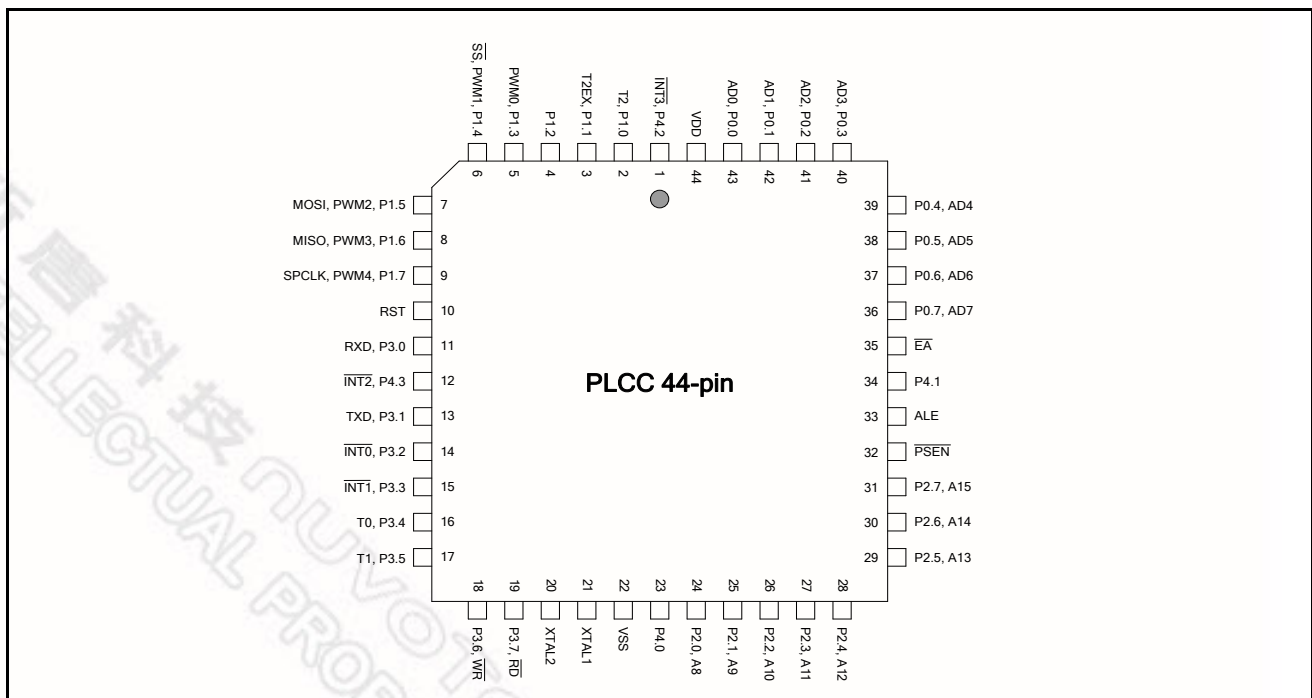 SS, PWM1, P1.4
PWM0, P1.3
P1.2
T2EX, P1.1
T2, P1.0
INT3, P4.2
VDD
AD0, P0.0
AD1, P0.1
AD2, P0.2
AD3, P0.3
6
5
4
3
2
1
44
43
42
41
40
MOSI, PWM2, P1.5
7
39
P0.4, AD4
MISO, PWM3, P1.6
8
38
P0.5, AD5
SPCLK, PWM4, P1.7
9
37
P0.6, AD6
RST
10
36
P0.7, AD7
RXD, P3.0
11
35
EA
INT2, P4.3
12
PLCC 44-pin
34
P4.1
TXD, P3.1
13
33
ALE
INT0, P3.2
14
32
PSEN
INT1, P3.3
15
31
P2.7, A15
T0, P3.4
16
30
P2.6, A14
T1, P3.5
17
29
P2.5, A13
18
19
20
21
22
23
24
25
26
27
28
P3.6, WR
P3.7, RD
XTAL2
XTAL1
VSS
P4.0
P2.0, A8
P2.1, A9
P2.2, A10
P2.3, A11
P2.4, A12
唐科技 nuvoto
ELLECTUAL PROP